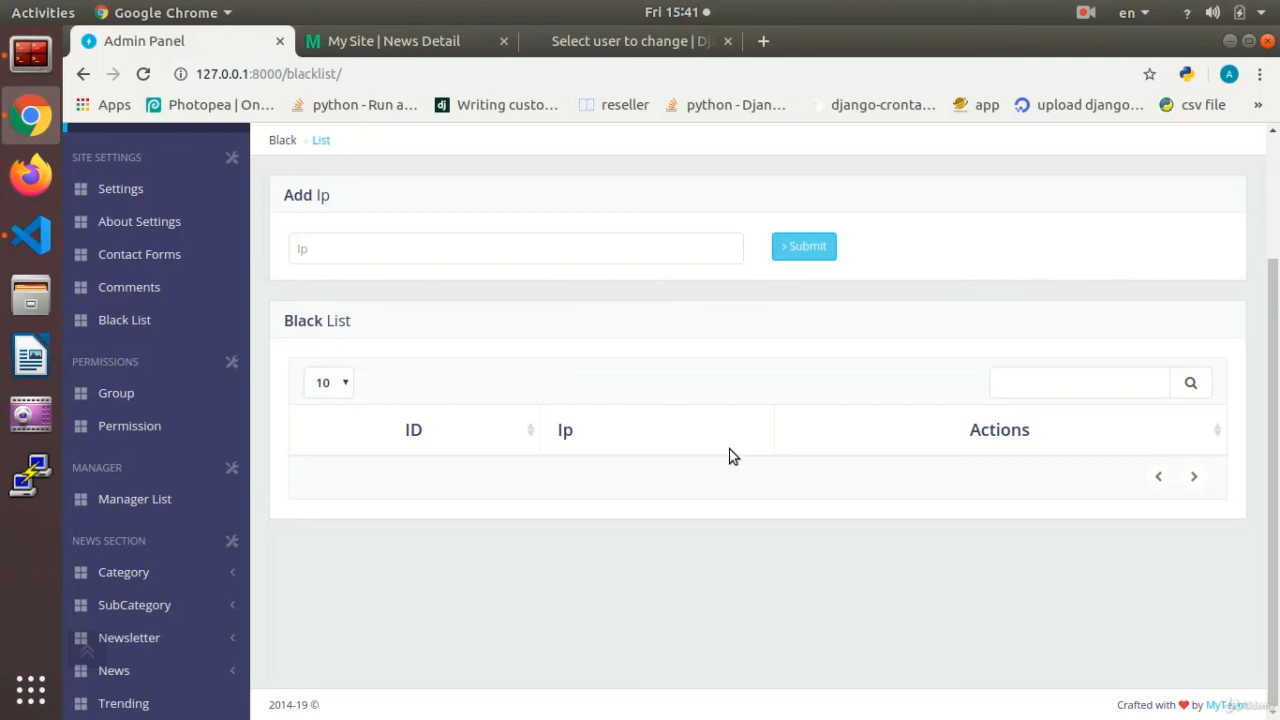 Activities Google Chrome Fri 15:41 en ?
Admin Panel My Site | News Detail Select user to change | Dj
127.0.0.1:8000/blacklist/ A
Apps Photopea | On... python - Run a... dj Writing custo... reseller python - Djan... django-cronta... app upload django... csv file »
SITE SETTINGS
Settings
About Settings
Contact Forms
Comments
Black List
PERMISSIONS
Group
Permission
MANAGER
Manager List
NEWS SECTION
Category
SubCategory
Newsletter
News
Trending
Black › List
Add Ip
Ip
› Submit
Black List
10
ID Ip Actions
2014-19 © Crafted with ❤ by MyTeam